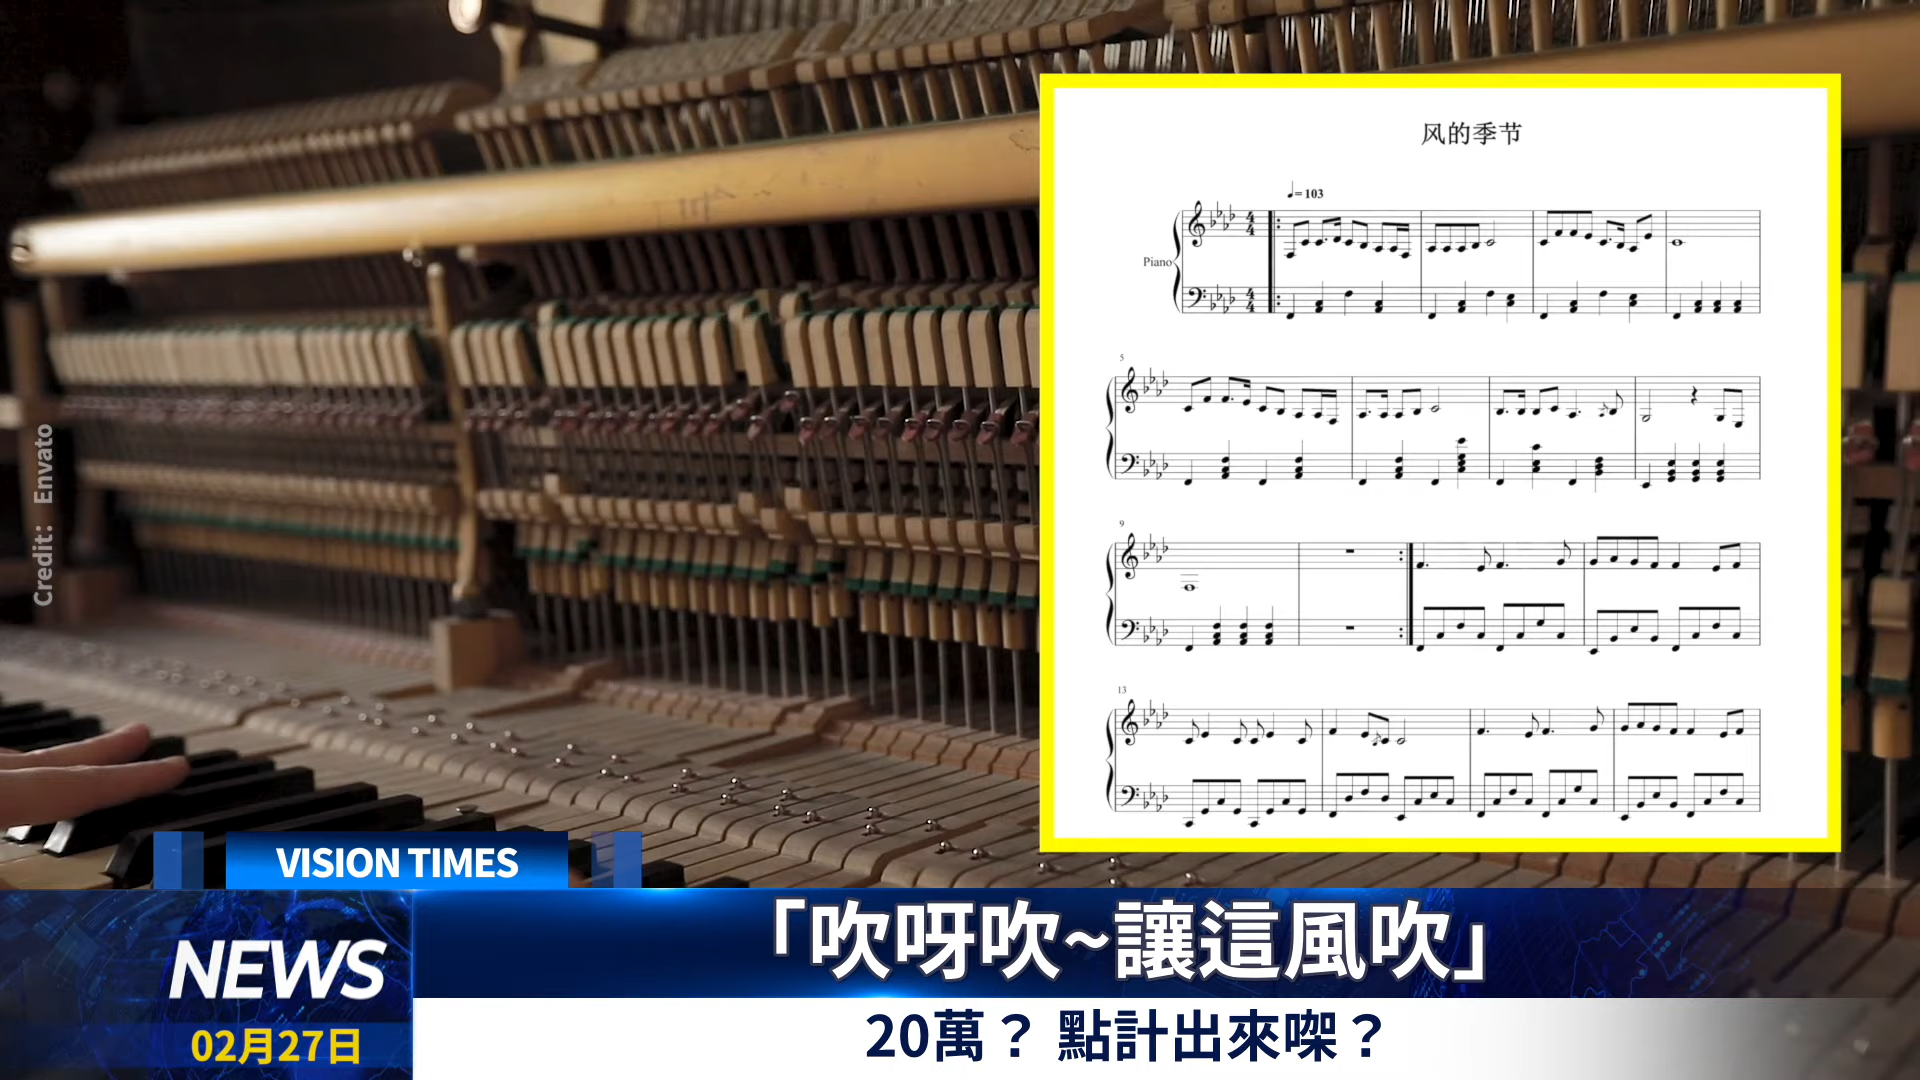 风的季节
♩= 103
Piano
5
9
13
Credit: Envato
VISION TIMES
NEWS
02月27日
「吹呀吹~讓這風吹」
20萬？ 點計出來㗎？